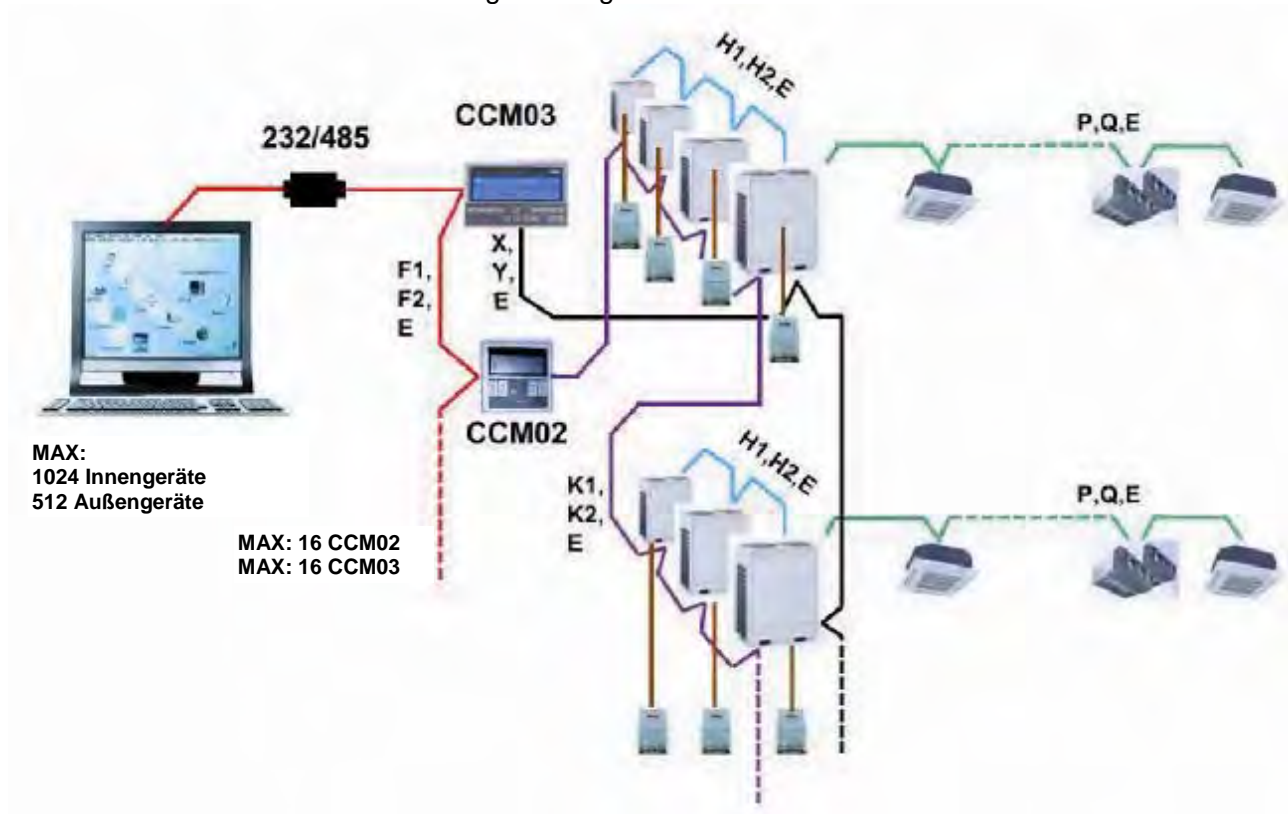 H1,H2,E
CCM03
232/485
P,Q,E
X,
Y,
E
F1,
F2,
E
CCM02
MAX:
1024 Innengeräte
512 Außengeräte
H1,H2,E
K1,
K2,
E
P,Q,E
MAX: 16 CCM02
MAX: 16 CCM03